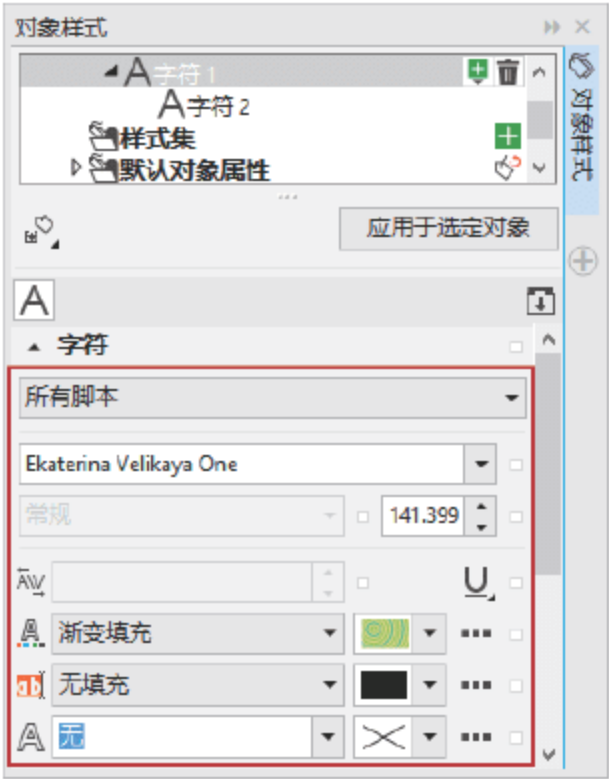 对象样式
字符 1
字符 2
样式集
默认对象属性
对象样式
应用于选定对象
A
字符
所有脚本
Ekaterina Velikaya One
常规
141.399
AW
U
A
渐变填充
ab
无填充
A
无